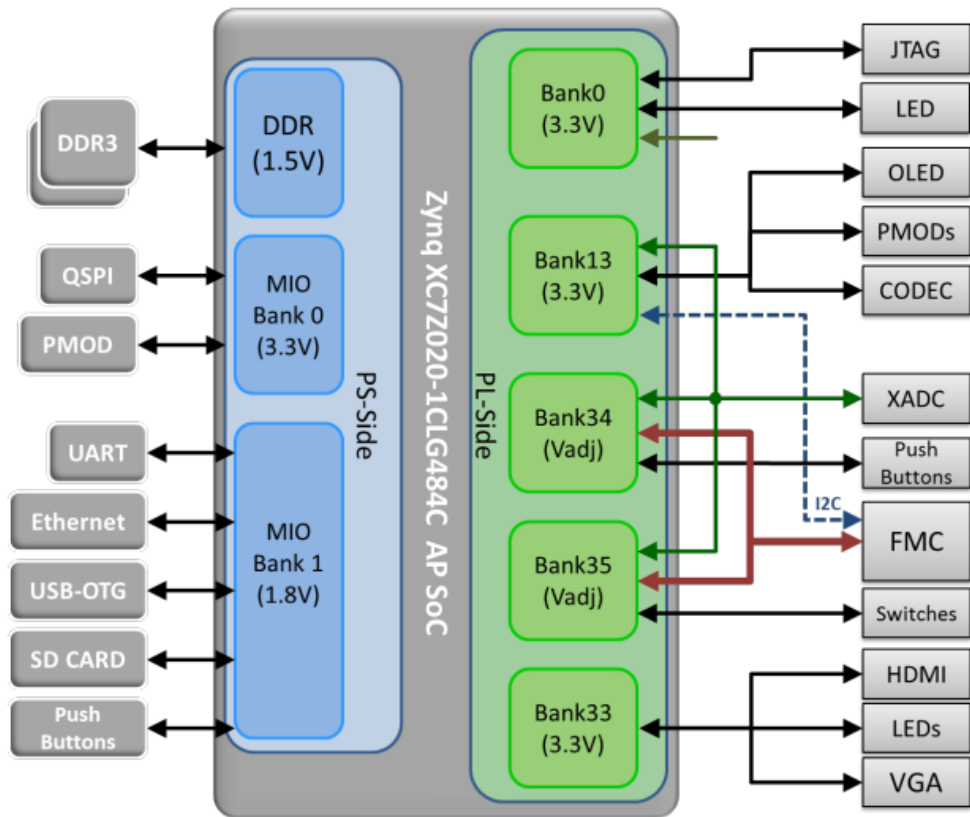 DDR3
QSPI
PMOD
UART
Ethernet
USB-OTG
SD CARD
Push
Buttons
DDR
(1.5V)
MIO
Bank 0
(3.3V)
MIO
Bank 1
(1.8V)
PS-Side
Zynq XC7Z020-1CLG484C AP SoC
PL-Side
Bank0
(3.3V)
Bank13
(3.3V)
Bank34
(Vadj)
Bank35
(Vadj)
Bank33
(3.3V)
I2C
JTAG
LED
OLED
PMODs
CODEC
XADC
Push
Buttons
FMC
Switches
HDMI
LEDs
VGA